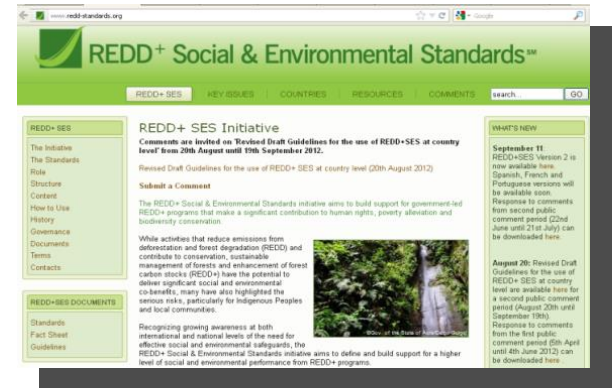 www.redd-standards.org
Google
REDD+ Social & Environmental Standards℠
REDD+ SES
KEY ISSUES
COUNTRIES
RESOURCES
COMMENTS
search...
GO
REDD+ SES
The Initiative
The Standards
Role
Structure
Content
How to Use
History
Governance
Documents
Terms
Contacts
REDD+SES DOCUMENTS
Standards
Fact Sheet
Guidelines
REDD+ SES Initiative
Comments are invited on 'Revised Draft Guidelines for the use of REDD+SES at country
level' from 20th August until 19th September 2012.
Revised Draft Guidelines for the use of REDD+ SES at country level (20th August 2012)
Submit a Comment
The REDD+ Social & Environmental Standards initiative aims to build support for government-led
REDD+ programs that make a significant contribution to human rights, poverty alleviation and
biodiversity conservation.
While activities that reduce emissions from
deforestation and forest degradation (REDD) and
contribute to conservation, sustainable
management of forests and enhancement of forest
carbon stocks (REDD+) have the potential to
deliver significant social and environmental
co-benefits, many have also highlighted the
serious risks, particularly for Indigenous Peoples
and local communities.
Recognizing growing awareness at both
international and national levels of the need for
effective social and environmental safeguards, the
REDD+ Social & Environmental Standards initiative aims to define and build support for a higher
level of social and environmental performance from REDD+ programs.
WHAT'S NEW
September 11
REDD+SES Version 2 is
now available here.
Spanish, French and
Portuguese versions will
be available soon.
Response to comments
from second public
comment period (22nd
June until 21st July) can
be downloaded here.
August 20: Revised Draft
Guidelines for the use of
REDD+ SES at country
level are available here for
a second public comment
period (August 20th until
September 19th).
Response to comments
from the first public
comment period (5th April
until 4th June 2012) can
be downloaded here.